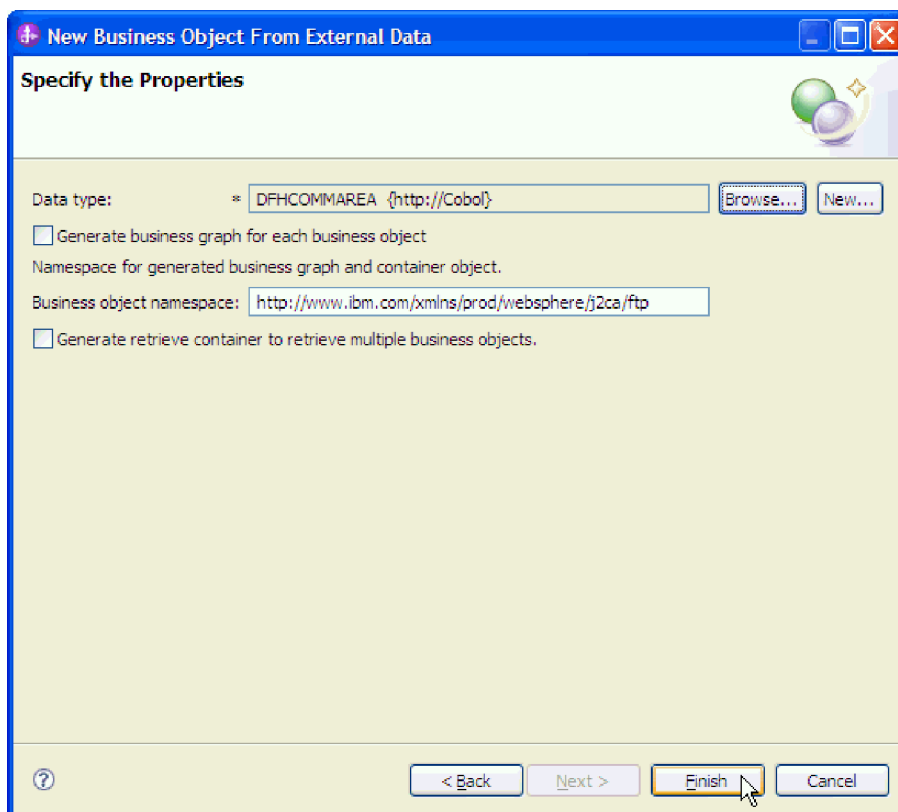 New Business Object From External Data
Specify the Properties
Data type: * DFHCOMMAREA {http://Cobol} Browse... New...
Generate business graph for each business object
Namespace for generated business graph and container object.
Business object namespace: http://www.ibm.com/xmlns/prod/websphere/j2ca/ftp
Generate retrieve container to retrieve multiple business objects.
? < Back Next > Finish Cancel